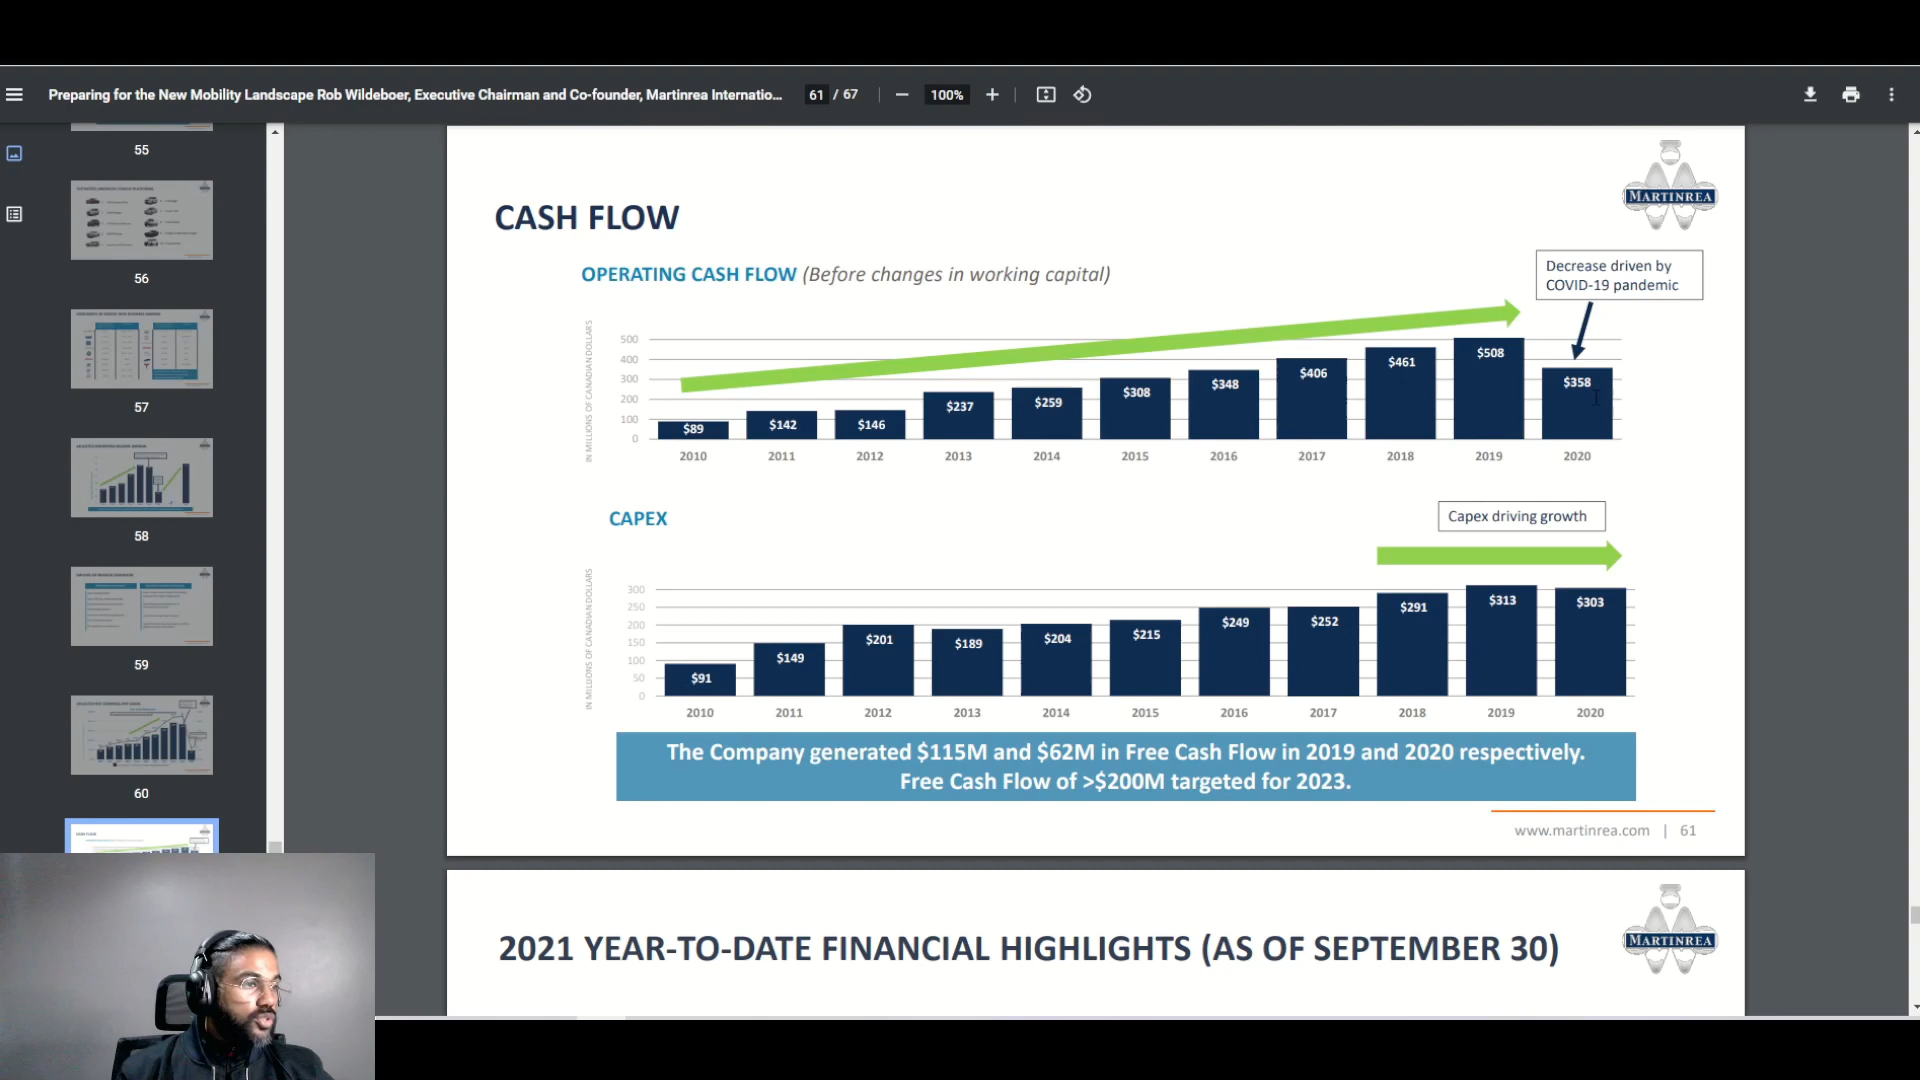 Preparing for the New Mobility Landscape Rob Wildeboer, Executive Chairman and Co-founder, Martinrea Internatio...
61 / 67
100%
55
56
57
58
59
60
MARTINREA
CASH FLOW
OPERATING CASH FLOW (Before changes in working capital)
Decrease driven by
COVID-19 pandemic
IN MILLIONS OF CANADIAN DOLLARS
500
400
300
200
100
0
$89
$142
$146
$237
$259
$308
$348
$406
$461
$508
$358
2010 2011 2012 2013 2014 2015 2016 2017 2018 2019 2020
CAPEX
Capex driving growth
IN MILLIONS OF CANADIAN DOLLARS
300
250
200
150
100
50
0
$91
$149
$201
$189
$204
$215
$249
$252
$291
$313
$303
2010 2011 2012 2013 2014 2015 2016 2017 2018 2019 2020
The Company generated $115M and $62M in Free Cash Flow in 2019 and 2020 respectively.
Free Cash Flow of >$200M targeted for 2023.
www.martinrea.com | 61
MARTINREA
2021 YEAR-TO-DATE FINANCIAL HIGHLIGHTS (AS OF SEPTEMBER 30)